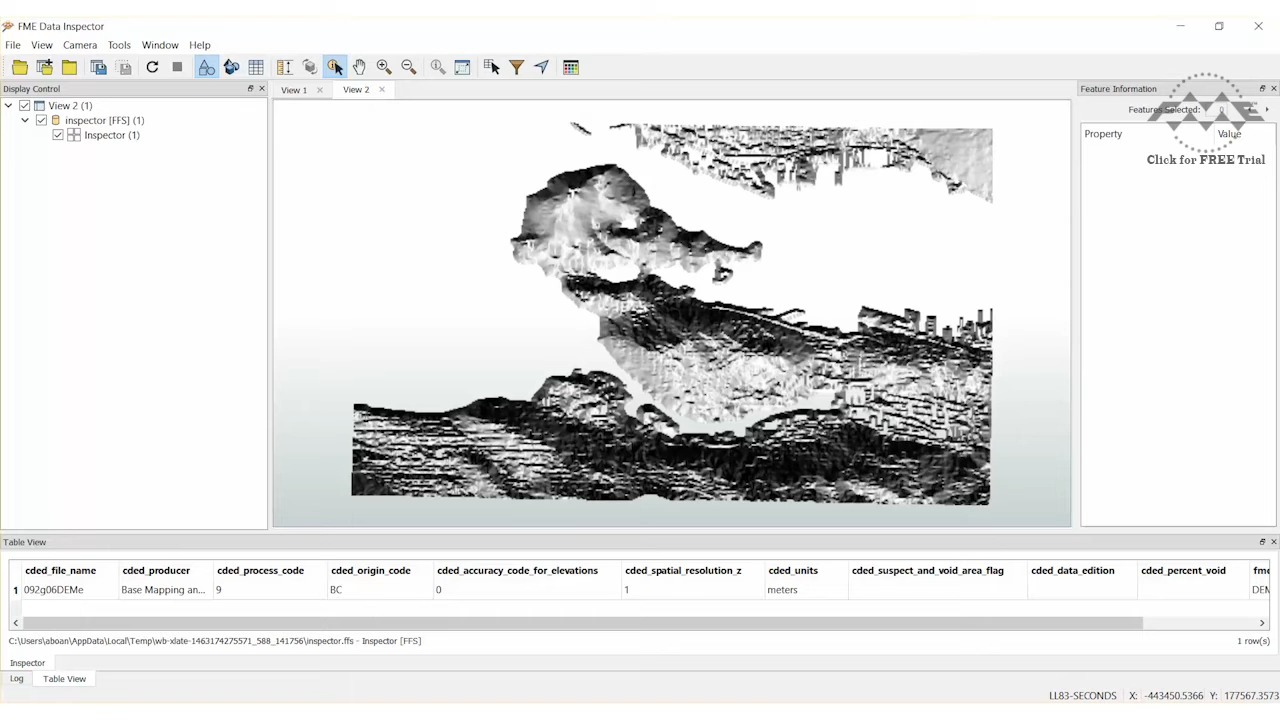 FME Data Inspector
File View Camera Tools Window Help
Display Control
View 1 View 2
Feature Information
View 2 (1)
inspector [FFS] (1)
Inspector (1)
Features Selected: 0
FME
Property Value
Click for FREE Trial
Table View
cded_file_name cded_producer cded_process_code cded_origin_code cded_accuracy_code_for_elevations cded_spatial_resolution_z cded_units cded_suspect_and_void_area_flag cded_data_edition cded_percent_void fme
1 092g06DEMe Base Mapping an... 9 BC 0 1 meters DEM
C:\Users\aboan\AppData\Local\Temp\wb-xlate-1463174275571_588_141756\inspector.ffs - Inspector [FFS] 1 row(s)
Inspector
Log Table View
LL83-SECONDS X: -443450.5366 Y: 177567.3573